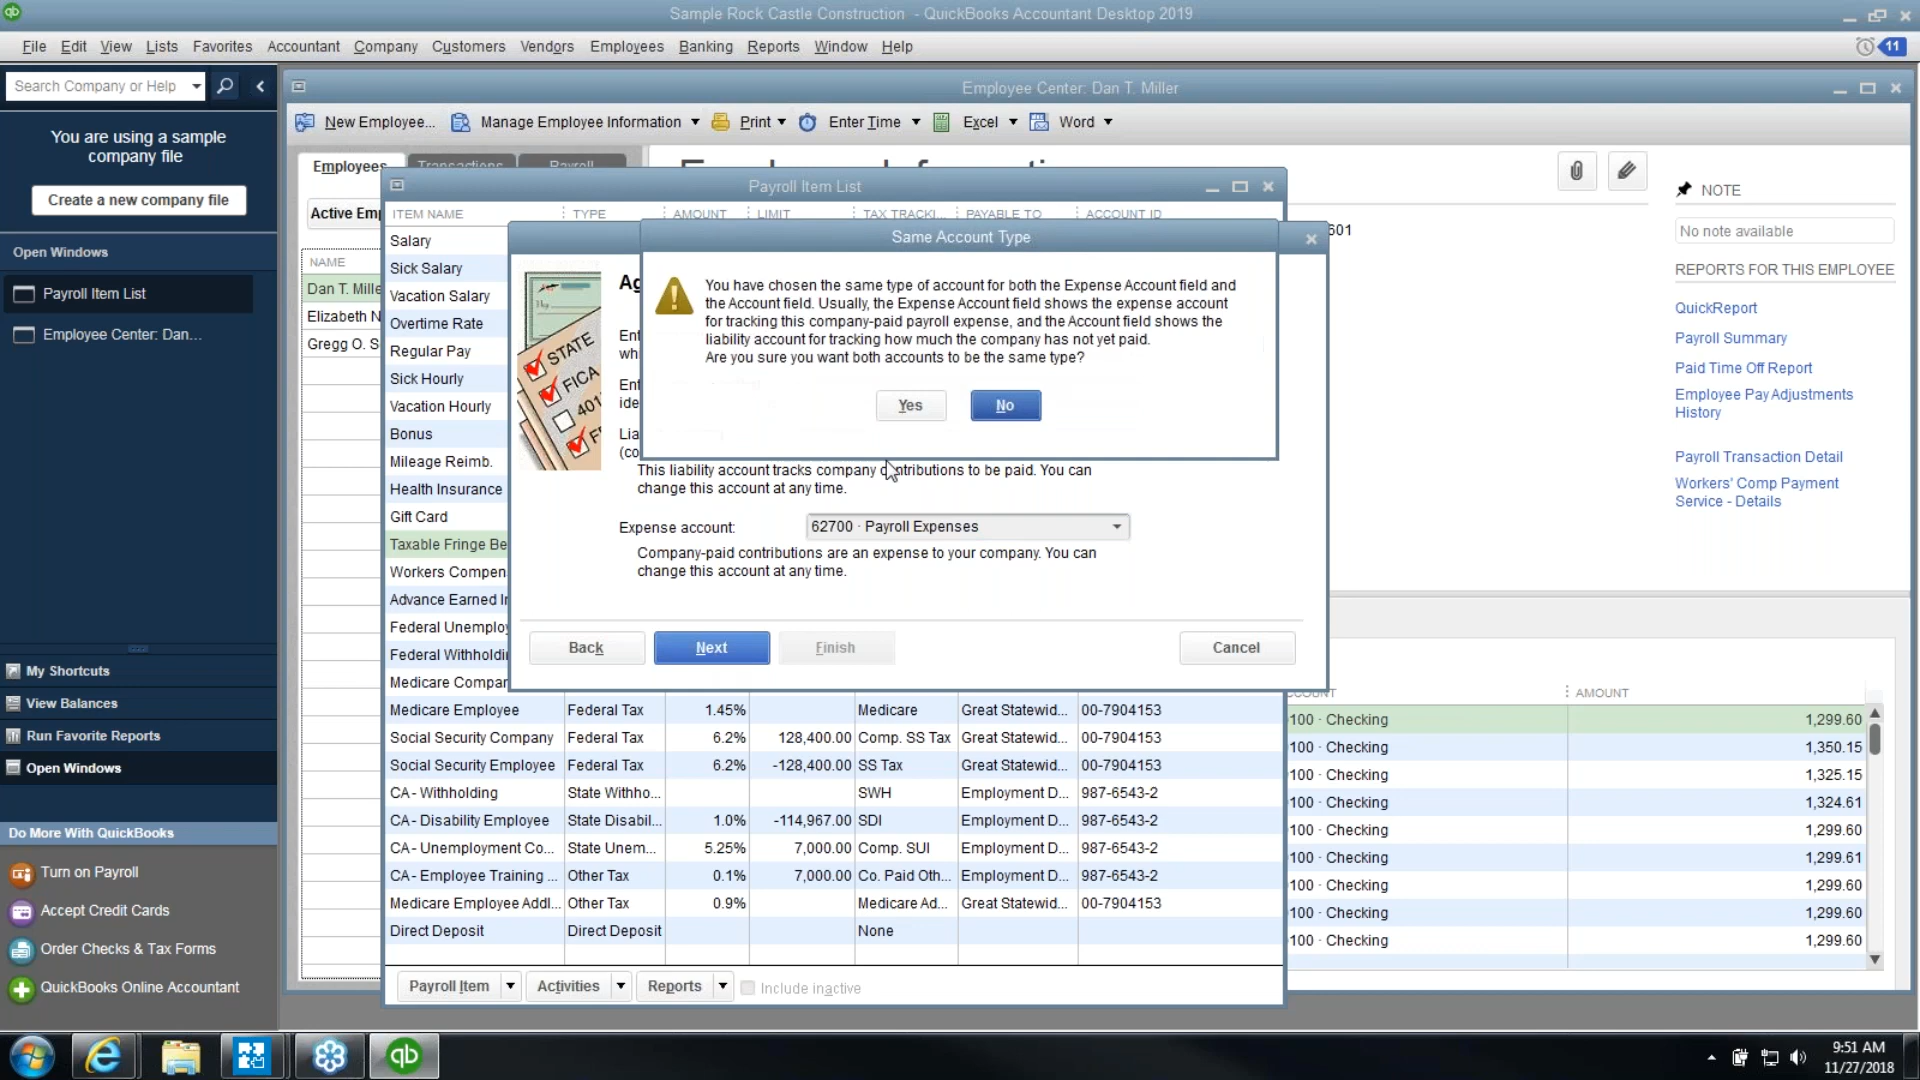 Sample Rock Castle Construction - QuickBooks Accountant Desktop 2019
File Edit View Lists Favorites Accountant Company Customers Vendors Employees Banking Reports Window Help
11
Search Company or Help
You are using a sample
company file
Create a new company file
Open Windows
Payroll Item List
Employee Center: Dan...
My Shortcuts
View Balances
Run Favorite Reports
Open Windows
Do More With QuickBooks
Turn on Payroll
Accept Credit Cards
Order Checks & Tax Forms
QuickBooks Online Accountant
Employee Center: Dan T. Miller
New Employee... Manage Employee Information Print Enter Time Excel Word
Employees Transactions Payroll
Active Em
NAME
Dan T. Mille
Elizabeth N
Gregg O. S
Payroll Item List
ITEM NAME TYPE AMOUNT LIMIT TAX TRACKI... PAYABLE TO ACCOUNT ID
Salary
Sick Salary
Vacation Salary
Overtime Rate
Regular Pay
Sick Hourly
Vacation Hourly
Bonus
Mileage Reimb.
Health Insurance
Gift Card
Taxable Fringe Be
Workers Compen
Advance Earned I
Federal Unemplo
Federal Withholdi
Medicare Compar
Medicare Employee Federal Tax 1.45% Medicare Great Statewid... 00-7904153
Social Security Company Federal Tax 6.2% 128,400.00 Comp. SS Tax Great Statewid... 00-7904153
Social Security Employee Federal Tax 6.2% -128,400.00 SS Tax Great Statewid... 00-7904153
CA - Withholding State Withho... SWH Employment D... 987-6543-2
CA - Disability Employee State Disabil... 1.0% -114,967.00 SDI Employment D... 987-6543-2
CA - Unemployment Co... State Unem... 5.25% 7,000.00 Comp. SUI Employment D... 987-6543-2
CA - Employee Training ... Other Tax 0.1% 7,000.00 Co. Paid Oth... Employment D... 987-6543-2
Medicare Employee Addl... Other Tax 0.9% Medicare Ad... Great Statewid... 00-7904153
Direct Deposit Direct Deposit None
Payroll Item Activities Reports Include inactive
STATE
FICA
401
Ag
Ent
whi
Ent
ide
Lia
(co
Same Account Type
You have chosen the same type of account for both the Expense Account field and
the Account field. Usually, the Expense Account field shows the expense account
for tracking this company-paid payroll expense, and the Account field shows the
liability account for tracking how much the company has not yet paid.
Are you sure you want both accounts to be the same type?
Yes No
This liability account tracks company contributions to be paid. You can
change this account at any time.
Expense account: 62700 · Payroll Expenses
Company-paid contributions are an expense to your company. You can
change this account at any time.
Back Next Finish Cancel
601
NOTE
No note available
REPORTS FOR THIS EMPLOYEE
QuickReport
Payroll Summary
Paid Time Off Report
Employee Pay Adjustments
History
Payroll Transaction Detail
Workers' Comp Payment
Service - Details
CCOUNT AMOUNT
100 · Checking 1,299.60
100 · Checking 1,350.15
100 · Checking 1,325.15
100 · Checking 1,324.61
100 · Checking 1,299.60
100 · Checking 1,299.61
100 · Checking 1,299.60
100 · Checking 1,299.60
100 · Checking 1,299.60
qb
9:51 AM
11/27/2018